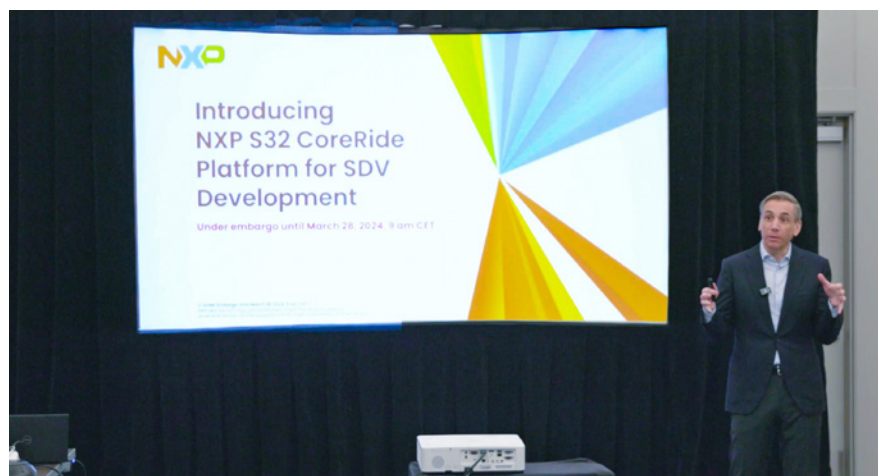 NXP
Introducing
NXP S32 CoreRide
Platform for SDV
Development
Under embargo until March 28, 2024, 9 am CET